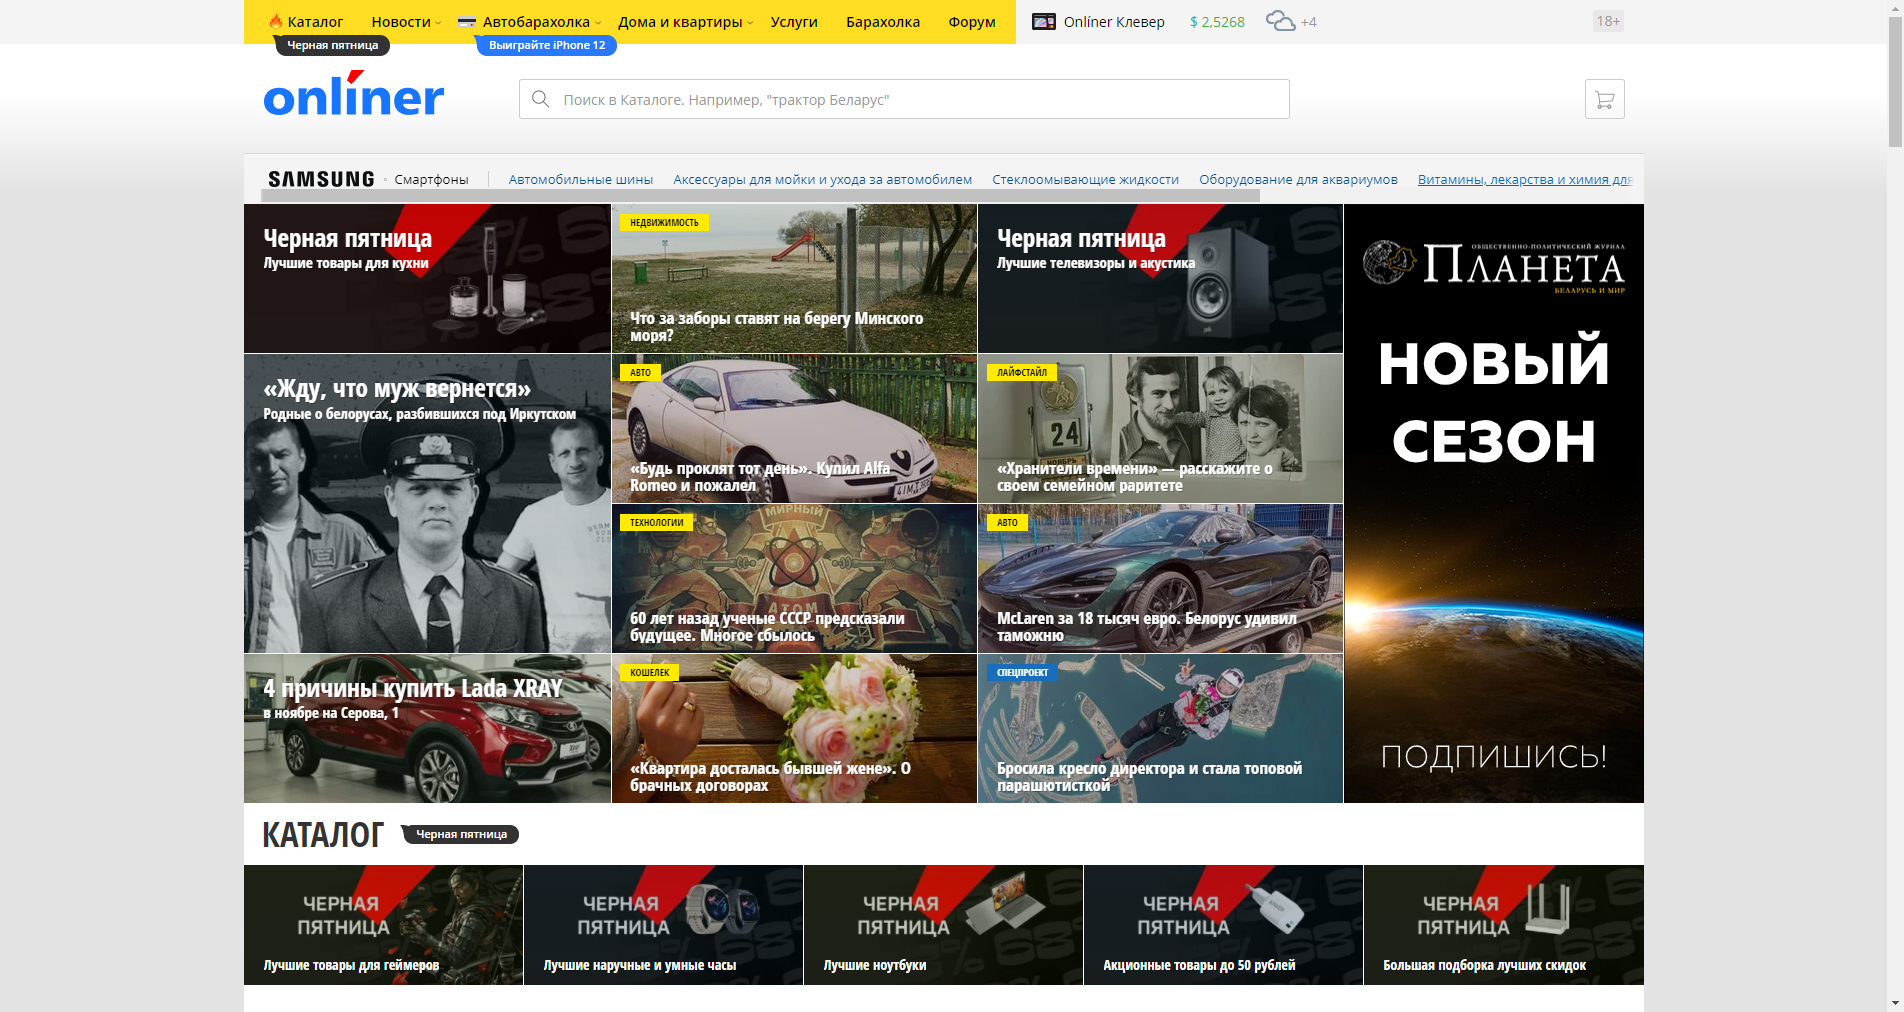 Каталог Новости Автобарахолка Дома и квартиры Услуги Барахолка Форум Onlíner Клевер $ 2,5268 +4 18+
Черная пятница Выиграйте iPhone 12
onlíner
Поиск в Каталоге. Например, "трактор Беларус"
SAMSUNG Смартфоны Автомобильные шины Аксессуары для мойки и ухода за автомобилем Стеклоомывающие жидкости Оборудование для аквариумов Витамины, лекарства и химия для
Черная пятница
Лучшие товары для кухни
НЕДВИЖИМОСТЬ
Что за заборы ставят на берегу Минского
моря?
Черная пятница
Лучшие телевизоры и акустика
polk
ОБЩЕСТВЕННО-ПОЛИТИЧЕСКИЙ ЖУРНАЛ
ПЛАНЕТА
БЕЛАРУСЬ И МИР
НОВЫЙ
СЕЗОН
ПОДПИШИСЬ!
«Жду, что муж вернется»
Родные о белорусах, разбившихся под Иркутском
АВТО
«Будь проклят тот день». Купил Alfa
Romeo и пожалел
ЛАЙФСТАЙЛ
24
НОЯБРЬ
«Хранители времени» — расскажите о
своем семейном раритете
ТЕХНОЛОГИИ
МИРНЫЙ
АТОМ
60 лет назад ученые СССР предсказали
будущее. Многое сбылось
АВТО
McLaren за 18 тысяч евро. Белорус удивил
таможню
4 причины купить Lada XRAY
в ноябре на Серова, 1
КОШЕЛЕК
«Квартира досталась бывшей жене». О
брачных договорах
СПЕЦПРОЕКТ
Бросила кресло директора и стала топовой
парашютисткой
КАТАЛОГ Черная пятница
ЧЕРНАЯ
ПЯТНИЦА
Лучшие товары для геймеров
ЧЕРНАЯ
ПЯТНИЦА
Лучшие наручные и умные часы
ЧЕРНАЯ
ПЯТНИЦА
Лучшие ноутбуки
ЧЕРНАЯ
ПЯТНИЦА
ANKER
Акционные товары до 50 рублей
ЧЕРНАЯ
ПЯТНИЦА
Большая подборка лучших скидок